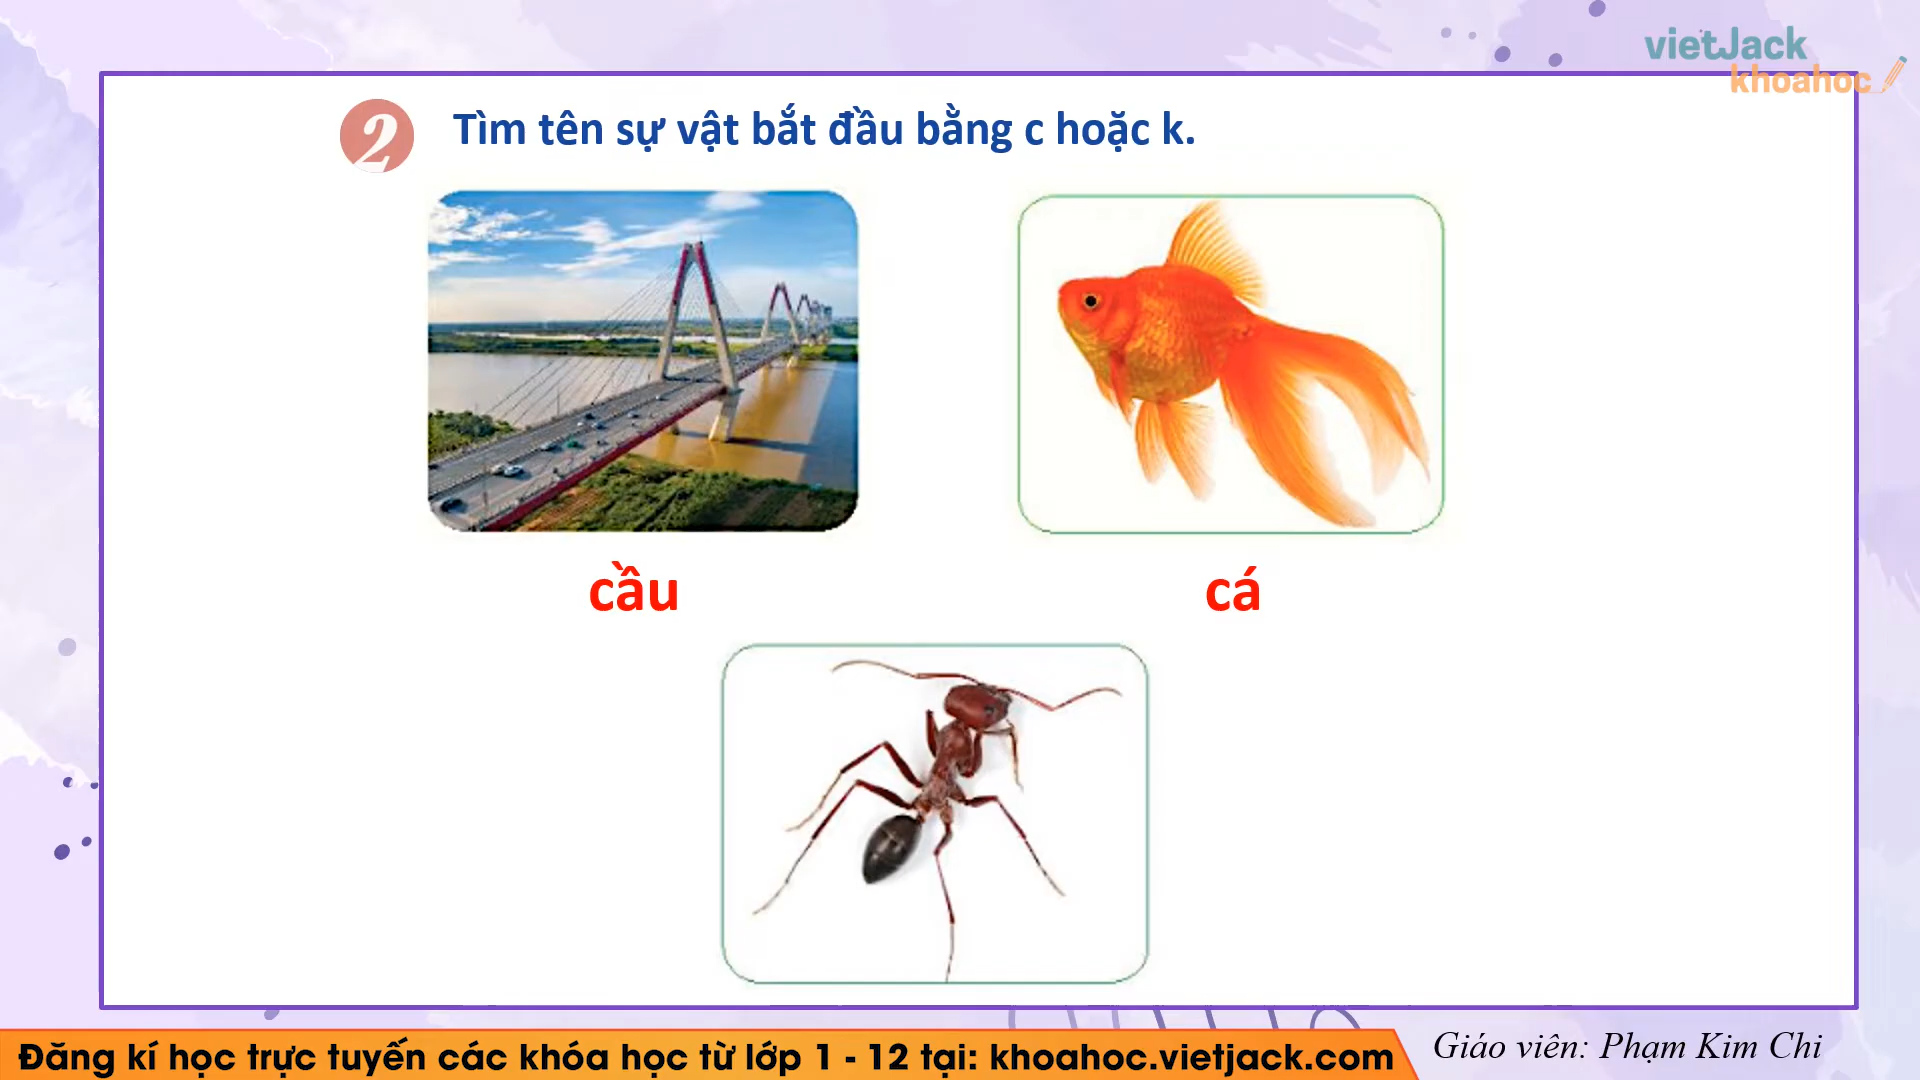 vietJack
khoahoc
2 Tìm tên sự vật bắt đầu bằng c hoặc k.
cầu
cá
Đăng kí học trực tuyến các khóa học từ lớp 1 - 12 tại: khoahoc.vietjack.com
Giáo viên: Phạm Kim Chi